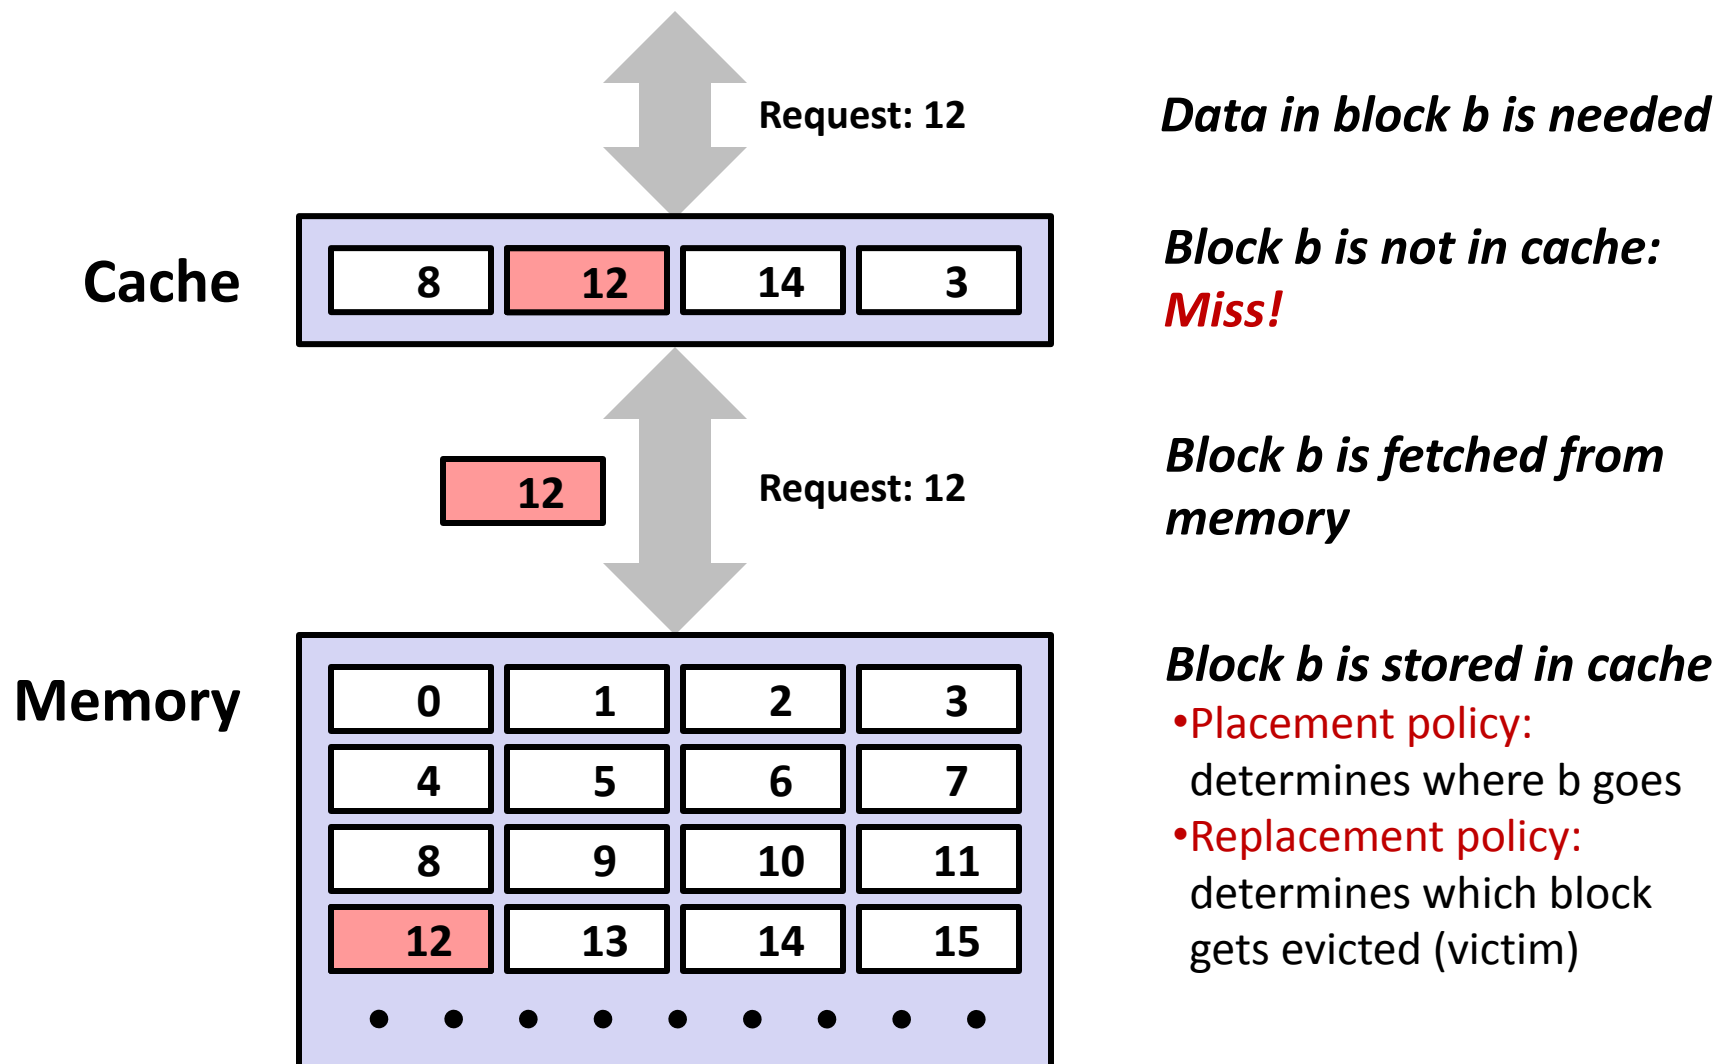 Request: 12
Data in block b is needed
Cache
8 12 14 3
Block b is not in cache:
Miss!
12
Request: 12
Block b is fetched from
memory
Memory
0 1 2 3
4 5 6 7
8 9 10 11
12 13 14 15
Block b is stored in cache
•Placement policy:
determines where b goes
•Replacement policy:
determines which block
gets evicted (victim)